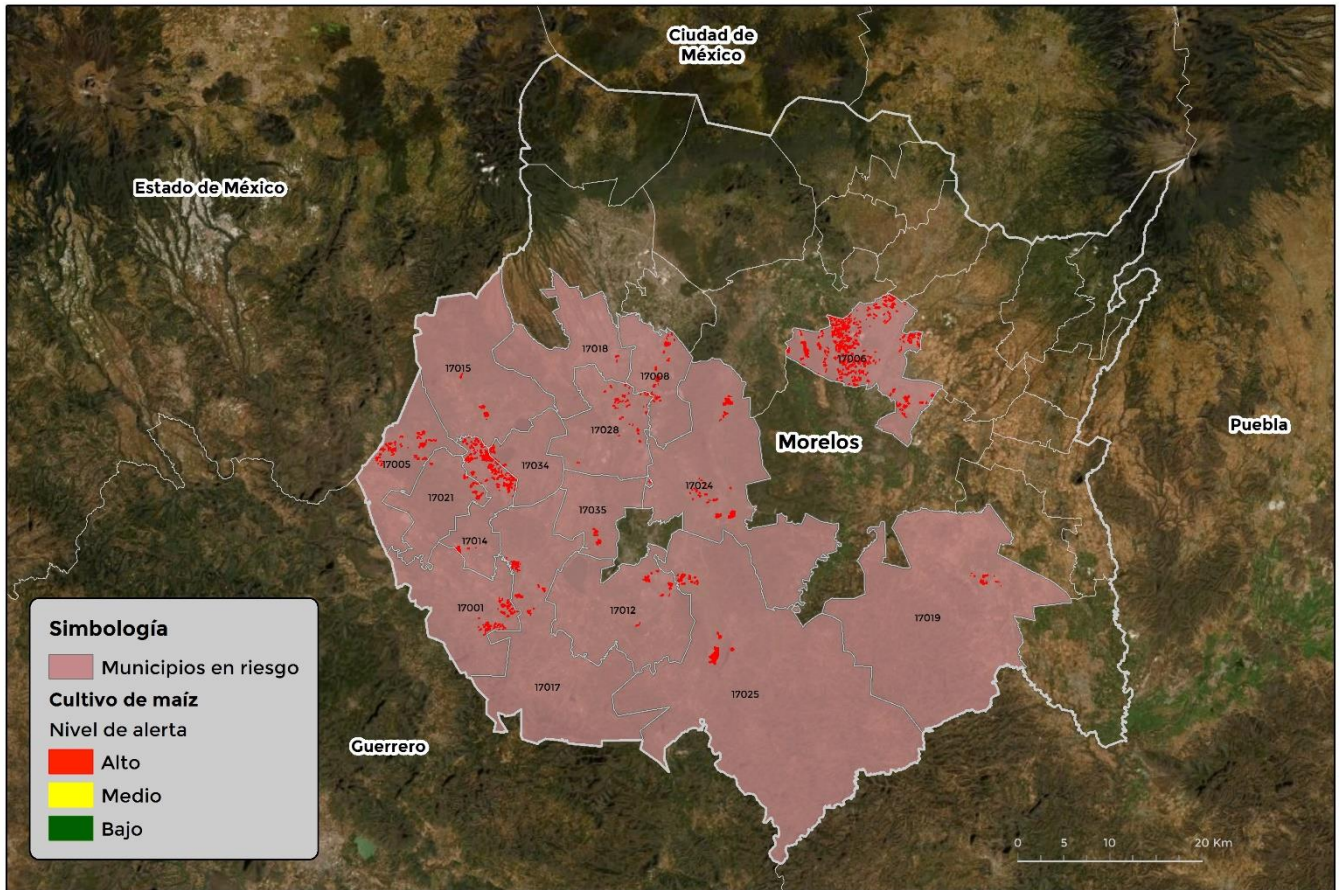 Ciudad de
México
Estado de México
17018
17008
17006
17015
Puebla
17028
Morelos
17005
17034
17021
17024
17035
17014
17001
17012
17019
17017
17025
Guerrero
Simbología
Municipios en riesgo
Cultivo de maíz
Nivel de alerta
Alto
Medio
Bajo
0 5 10 20 Km